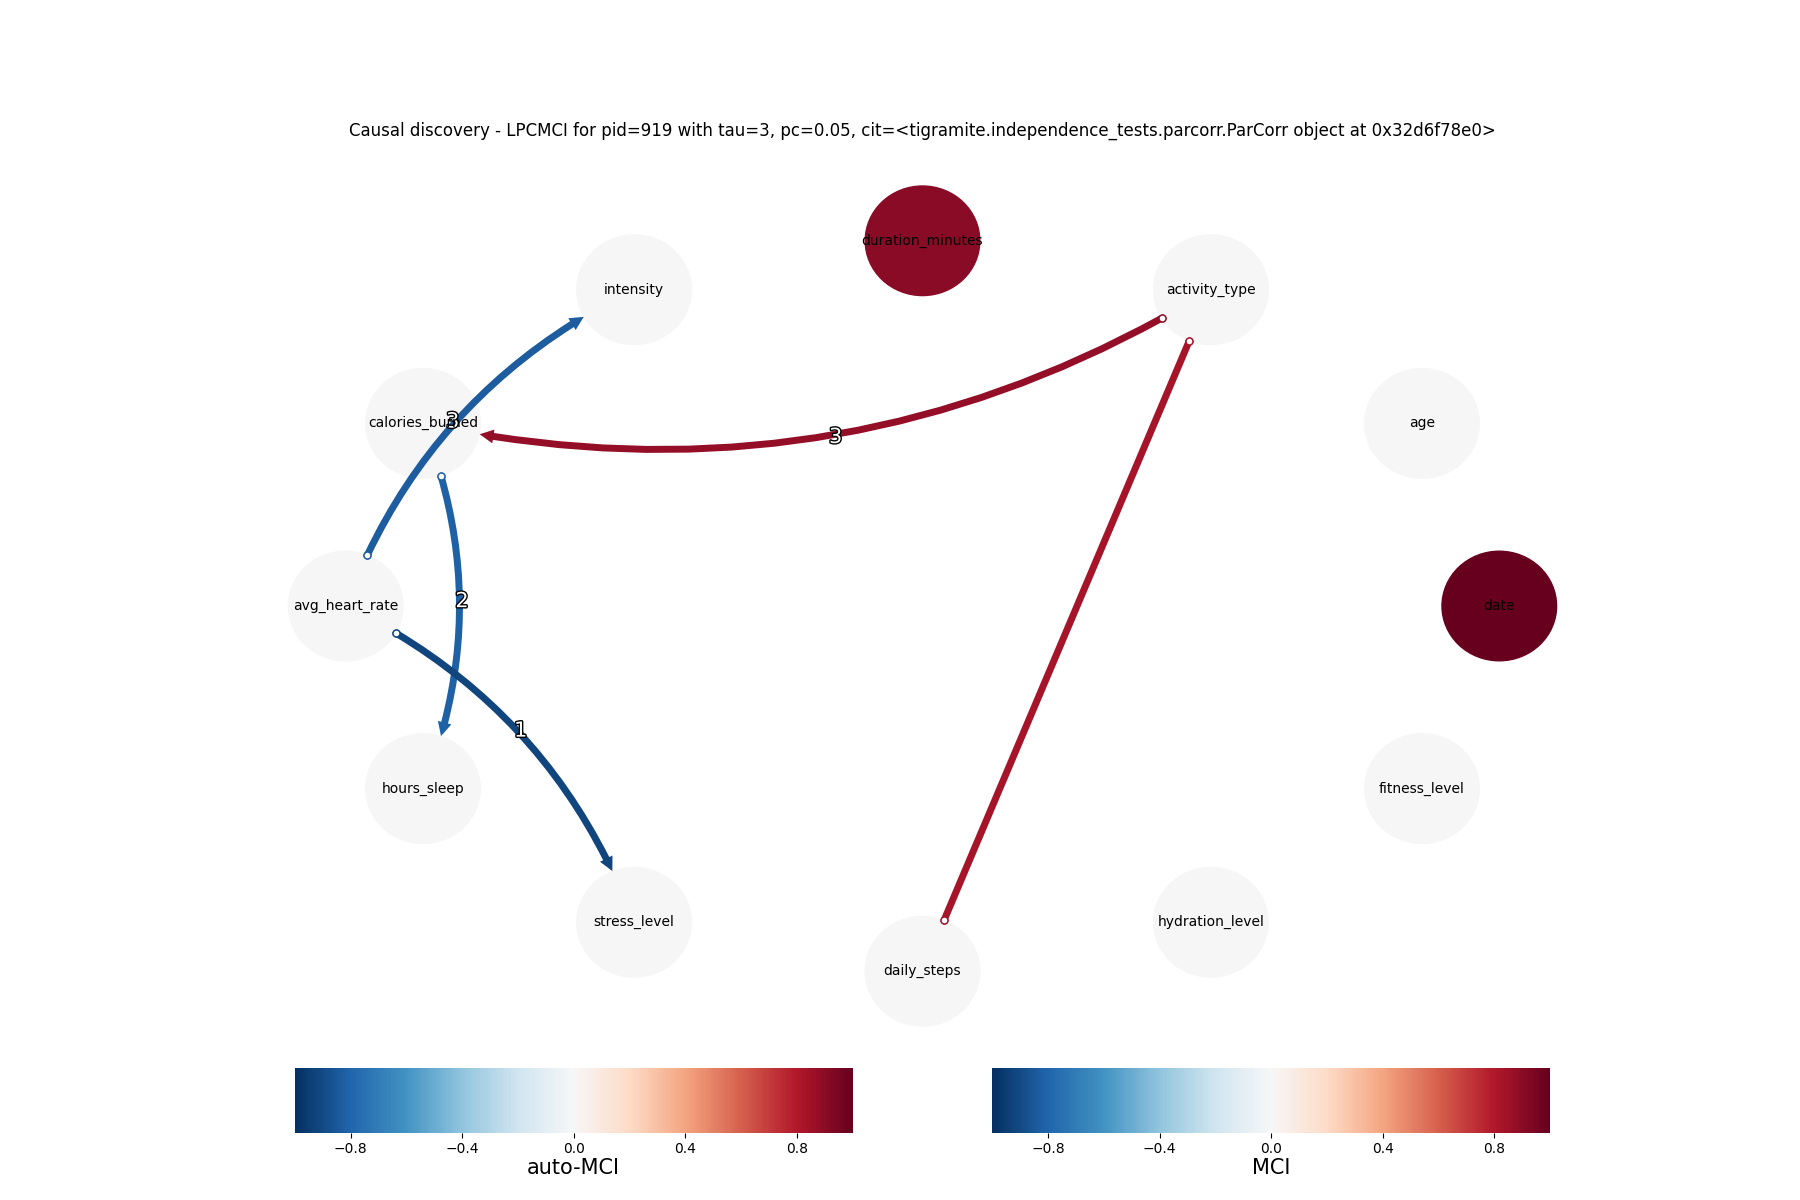 Causal discovery - LPCMCI for pid=919 with tau=3, pc=0.05, cit=<tigramite.independence_tests.parcorr.ParCorr object at 0x32d6f78e0>
duration_minutes
intensity
activity_type
calories_burned
3
3
age
avg_heart_rate
2
date
1
hours_sleep
fitness_level
stress_level
hydration_level
daily_steps
−0.8 −0.4 0.0 0.4 0.8
auto-MCI
−0.8 −0.4 0.0 0.4 0.8
MCI